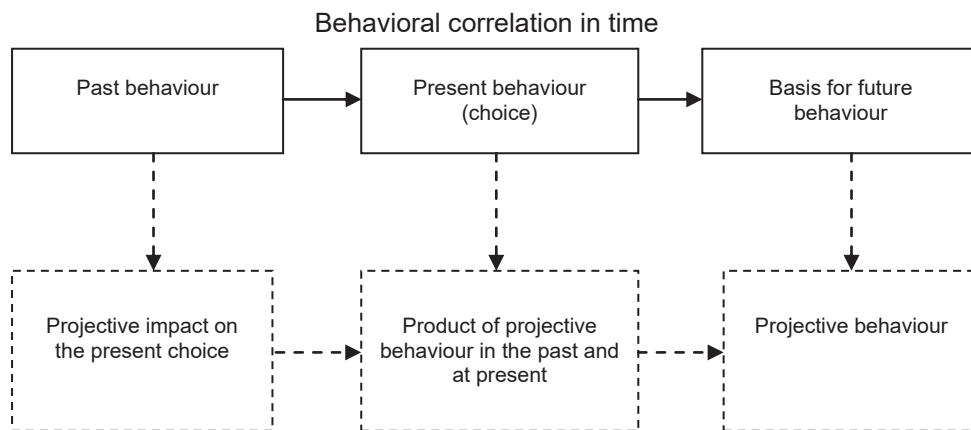 Behavioral correlation in time
Past behaviour
Present behaviour
(choice)
Basis for future
behaviour
Projective impact on
the present choice
Product of projective
behaviour in the past and
at present
Projective behaviour